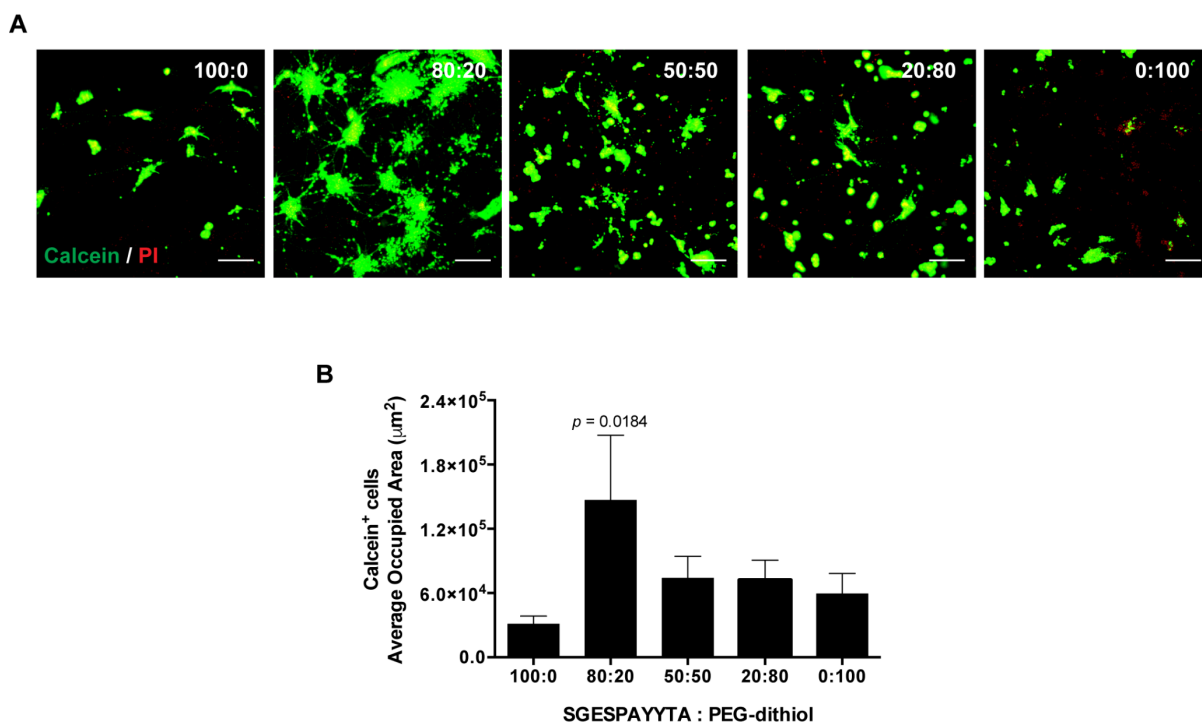 A
100:0
80:20
50:50
20:80
0:100
Calcein / PI
B
Calcein⁺ cells
Average Occupied Area (μm²)
2.4×10⁵
1.8×10⁵
1.2×10⁵
6.0×10⁴
0.0
p = 0.0184
100:0
80:20
50:50
20:80
0:100
SGESPAYYTA : PEG-dithiol